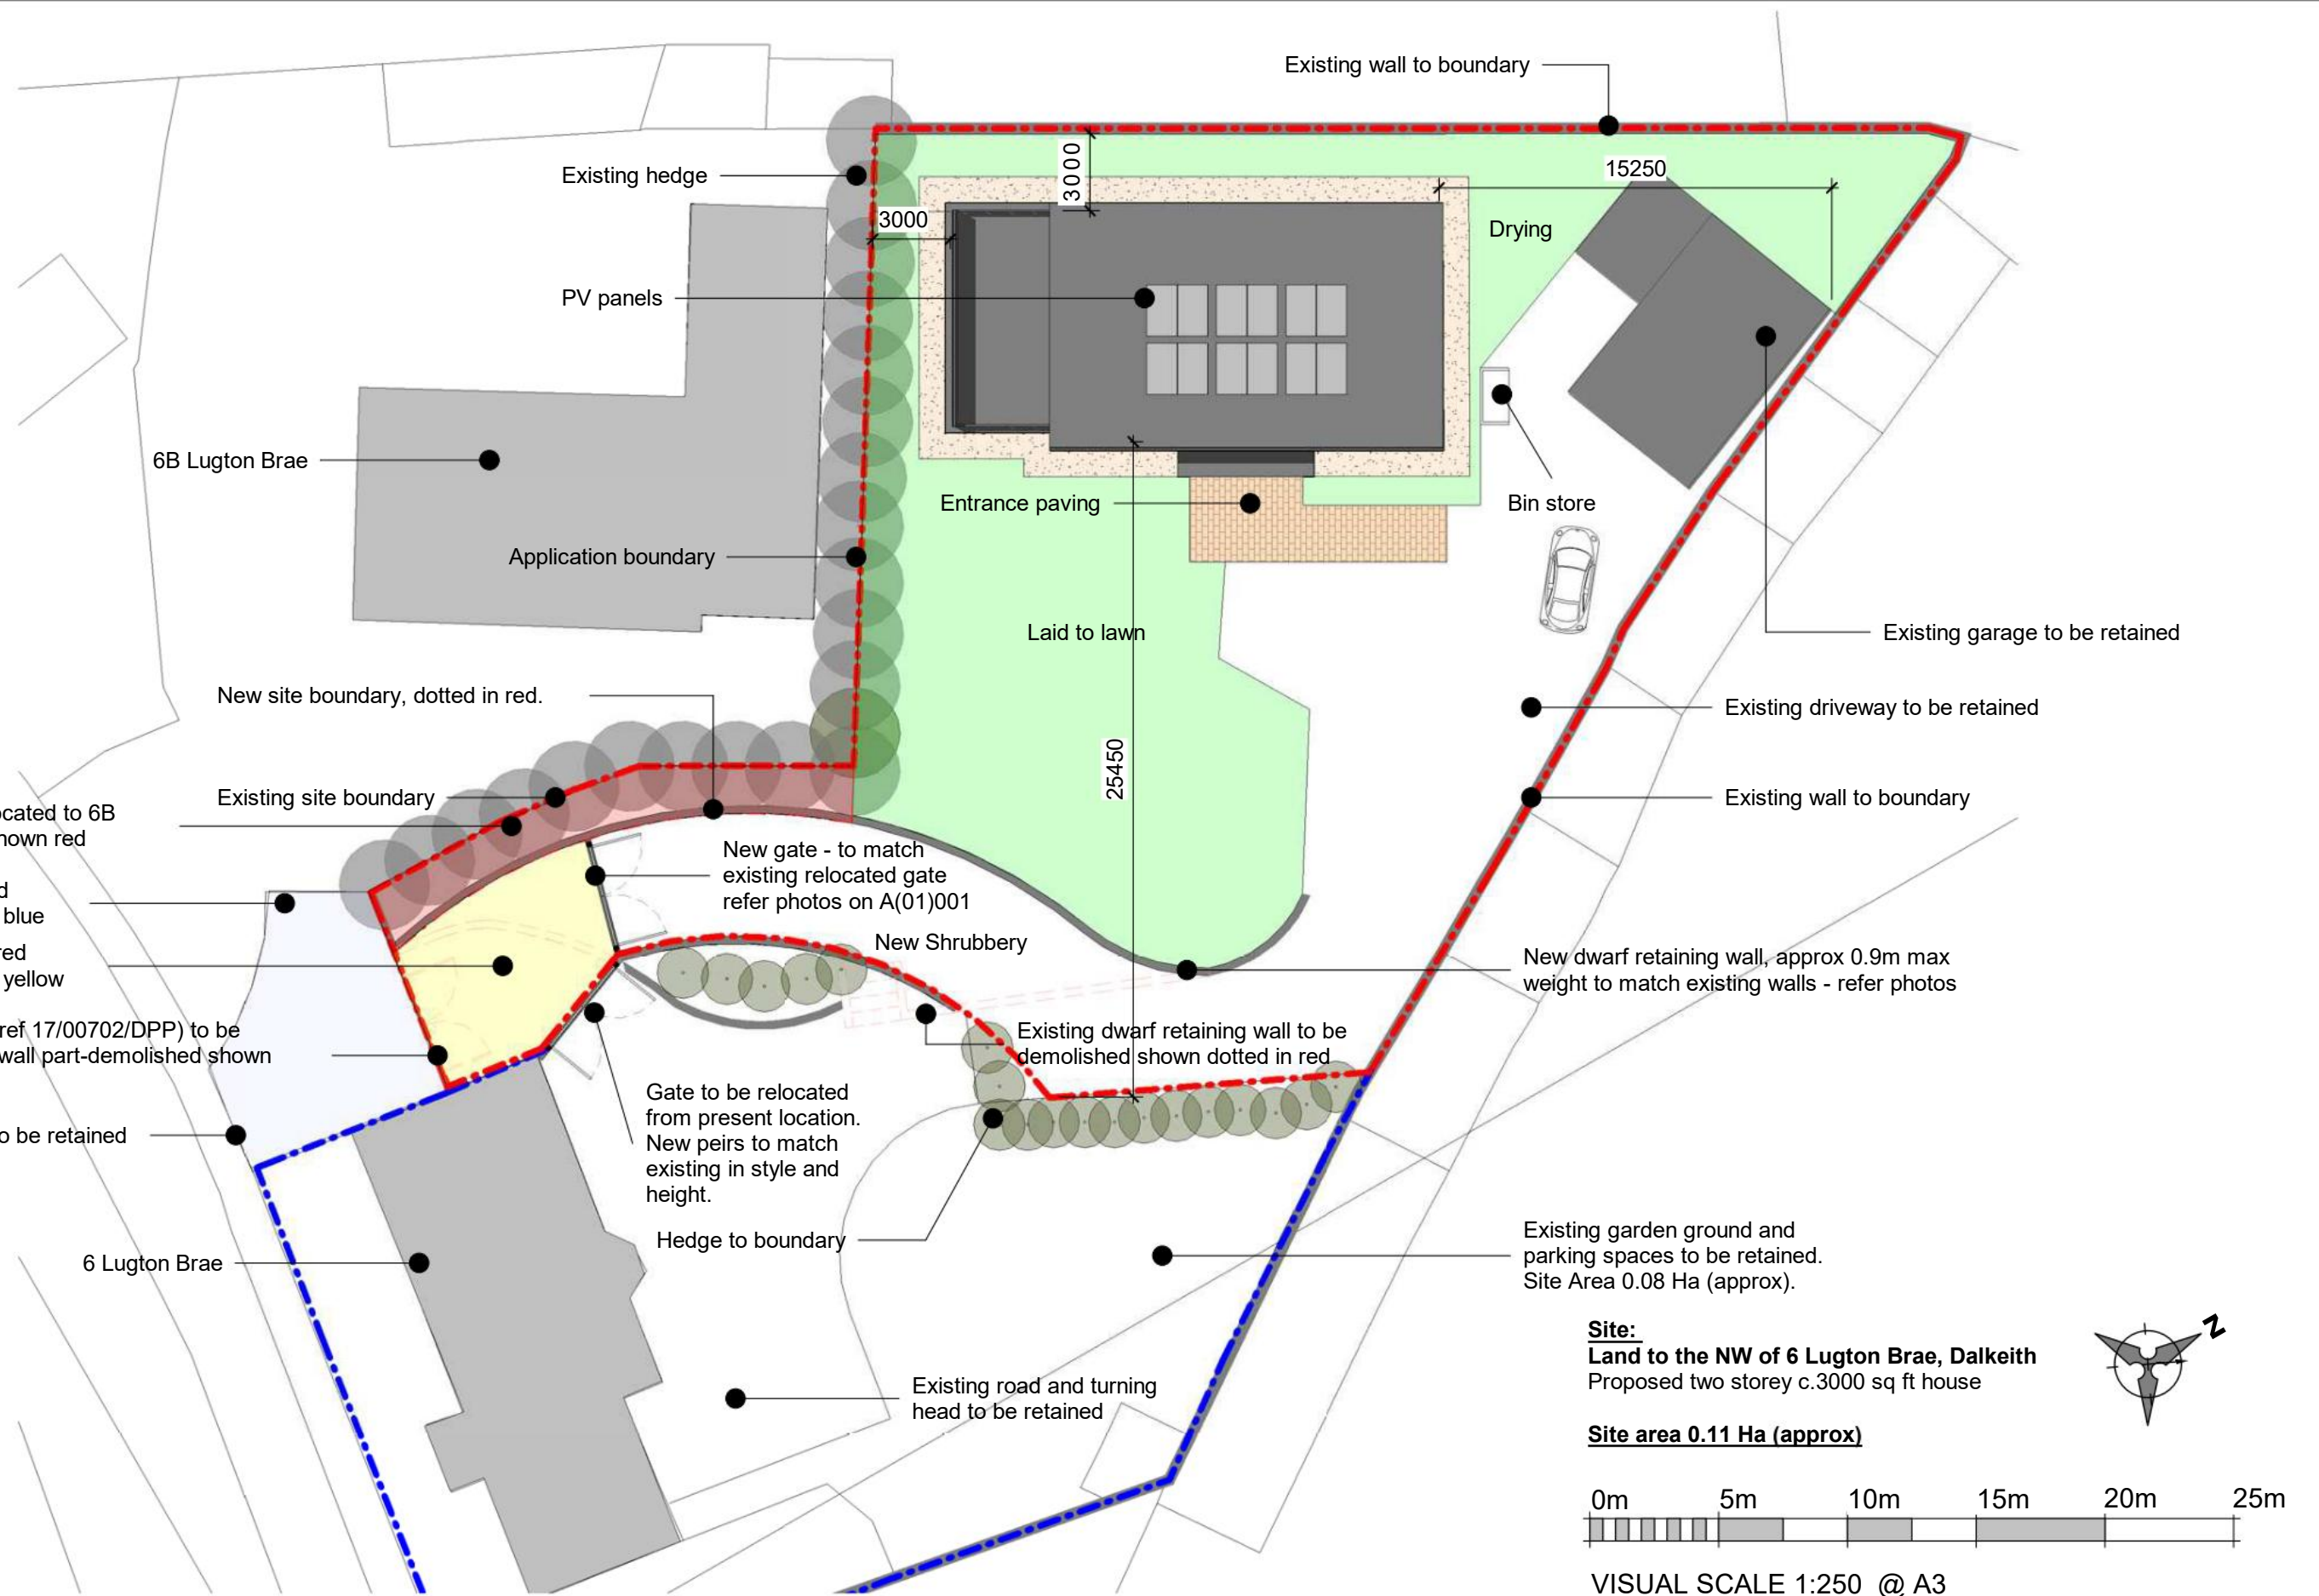 Existing wall to boundary
3000
15250
Existing hedge
3000
Drying
PV panels
6B Lugton Brae
Entrance paving
Bin store
Application boundary
Laid to lawn
Existing garage to be retained
New site boundary, dotted in red.
Existing driveway to be retained
25450
Existing site boundary
Existing wall to boundary
ocated to 6B
hown red
New gate - to match
existing relocated gate
refer photos on A(01)001
d
blue
New Shrubbery
red
yellow
New dwarf retaining wall, approx 0.9m max
weight to match existing walls - refer photos
ref 17/00702/DPP) to be
wall part-demolished shown
Existing dwarf retaining wall to be
demolished shown dotted in red
Gate to be relocated
from present location.
New peirs to match
existing in style and
height.
o be retained
Hedge to boundary
6 Lugton Brae
Existing garden ground and
parking spaces to be retained.
Site Area 0.08 Ha (approx).
Existing road and turning
head to be retained
Site:
Land to the NW of 6 Lugton Brae, Dalkeith
Proposed two storey c.3000 sq ft house
N
Site area 0.11 Ha (approx)
0m 5m 10m 15m 20m 25m
VISUAL SCALE 1:250 @ A3